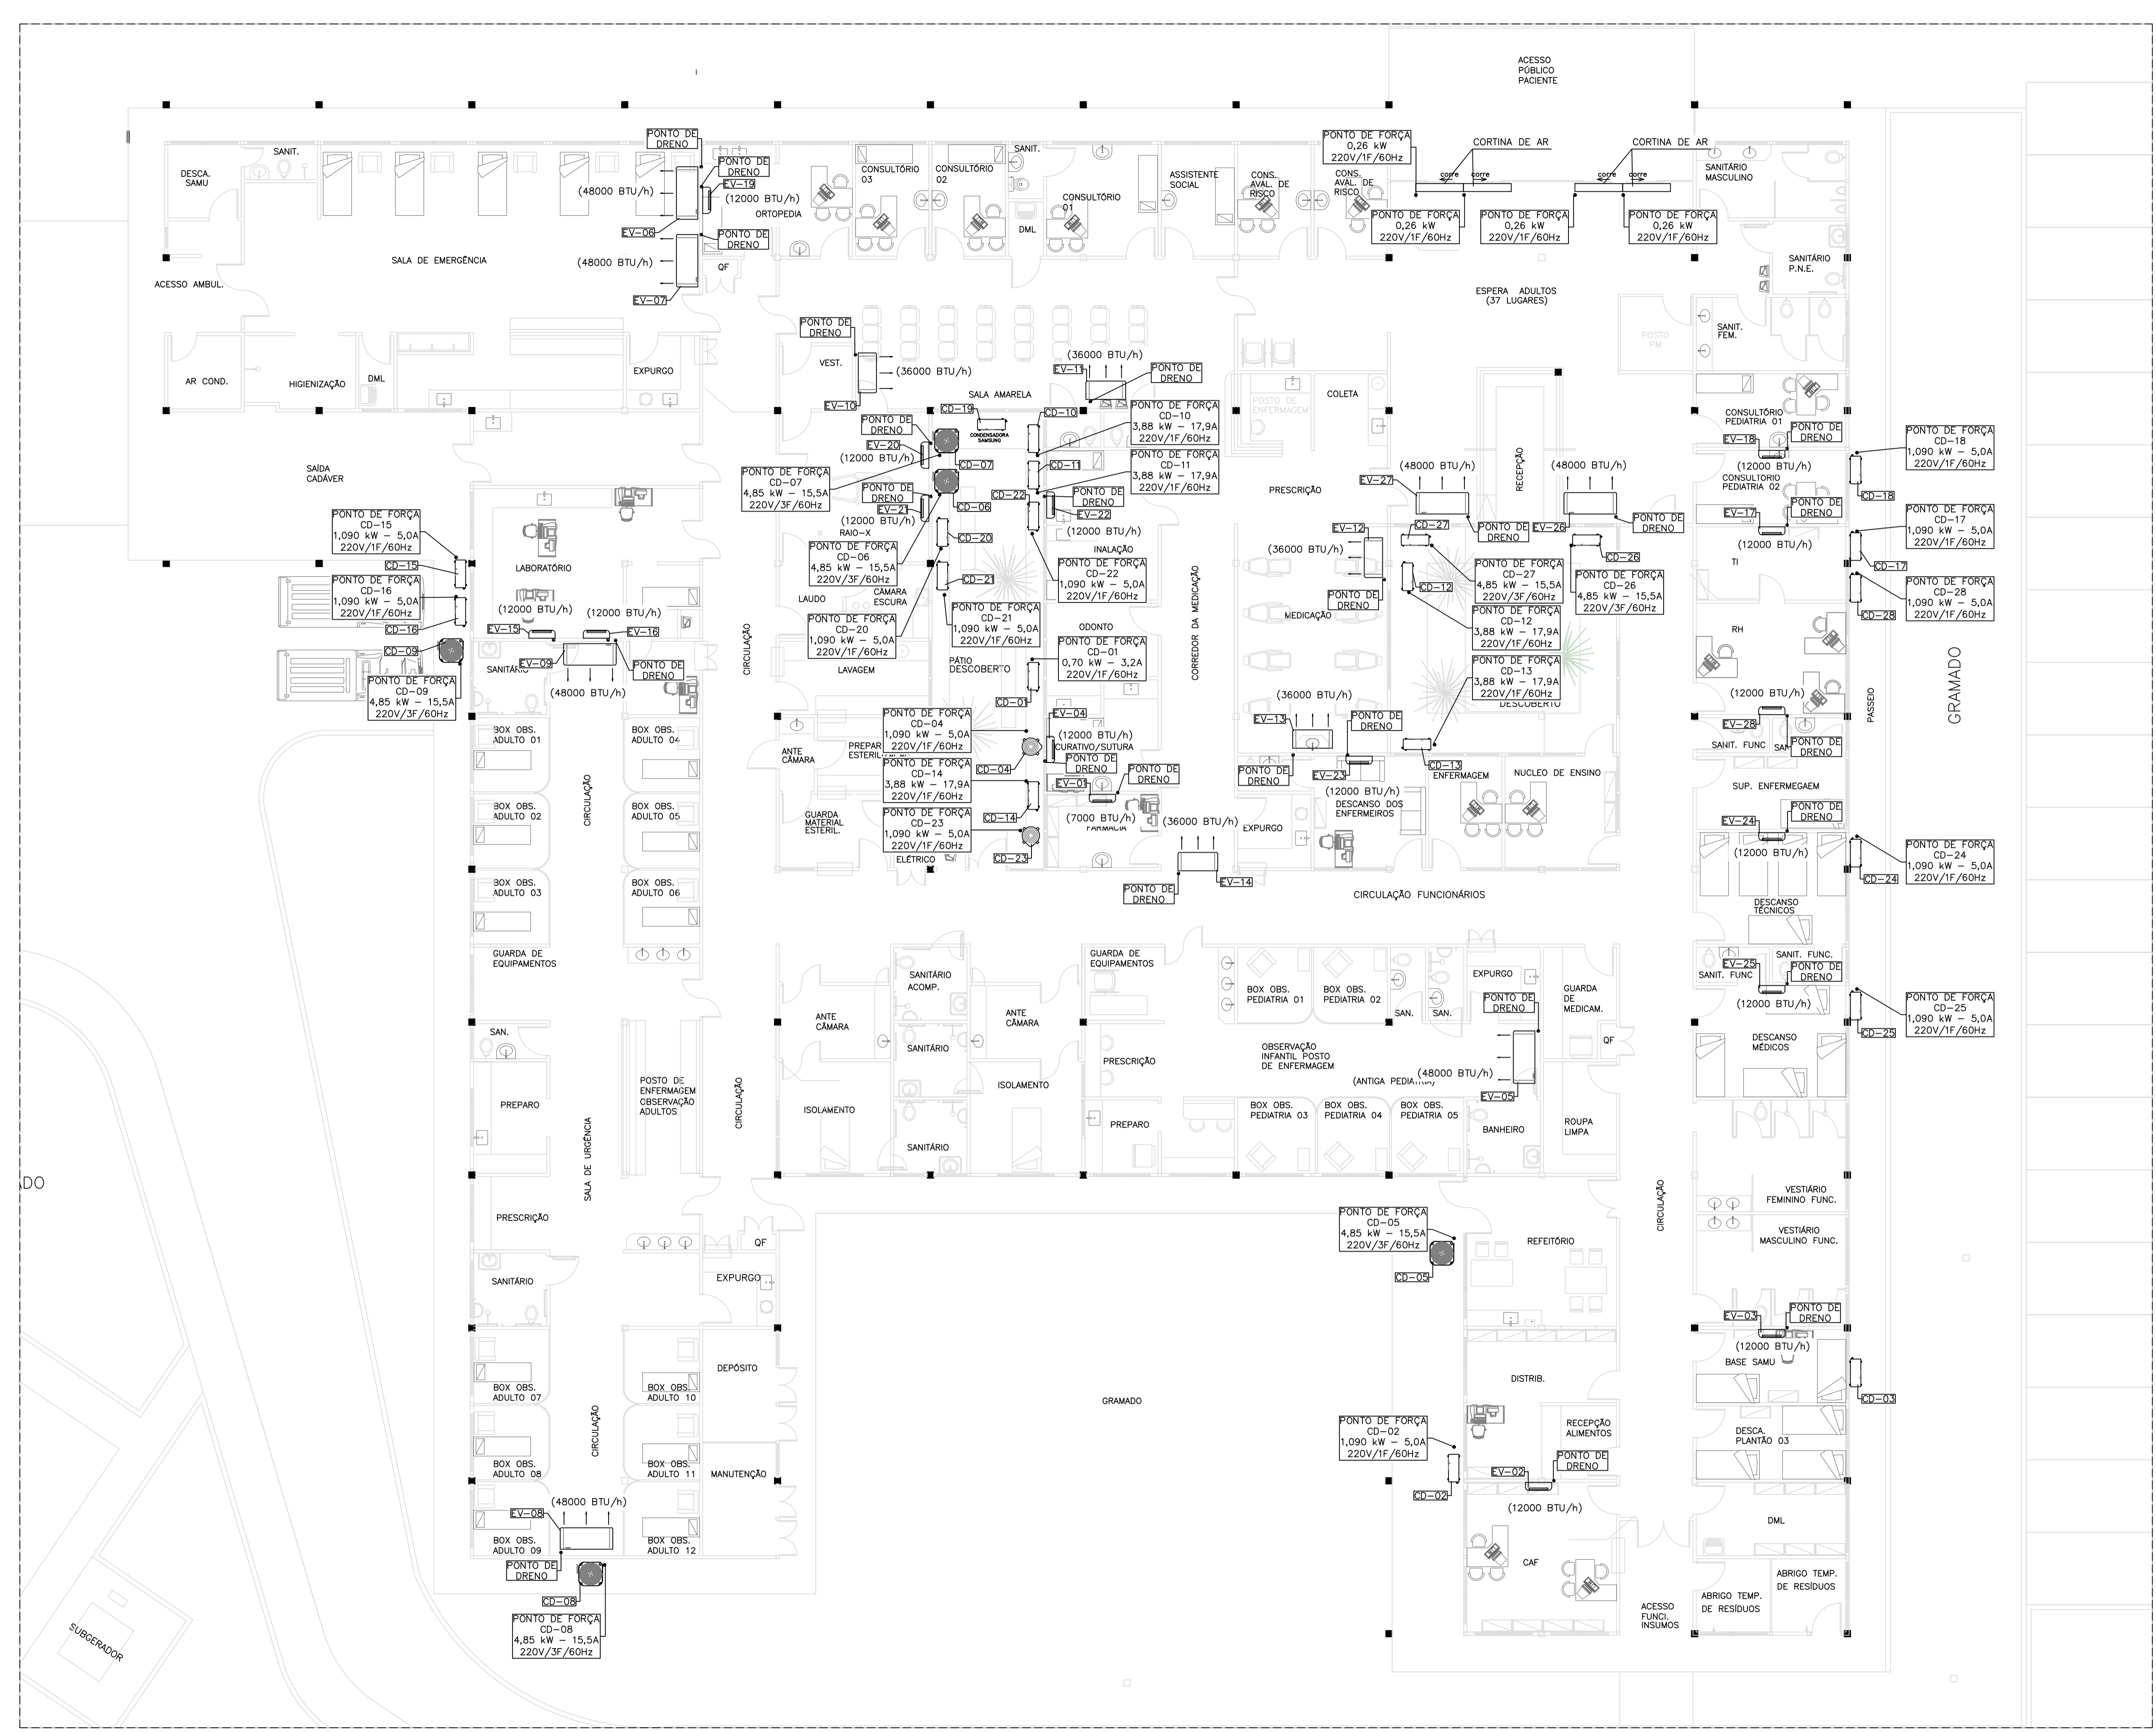 ACESSO
PÚBLICO
PACIENTE
PONTO DE
DRENO
PONTO DE
DRENO
EV-19
(12000 BTU/h)
ORTOPEDIA
(48000 BTU/h)
EV-06
PONTO DE
DRENO
(48000 BTU/h)
EV-07
QF
DESCA.
SAMU
SANIT.
SALA DE EMERGÊNCIA
ACESSO AMBUL.
AR COND.
HIGIENIZAÇÃO
DML
EXPURGO
CONSULTÓRIO
03
CONSULTÓRIO
02
SANIT.
DML
CONSULTÓRIO
01
ASSISTENTE
SOCIAL
CONS.
AVAL. DE
RISCO
CONS.
AVAL. DE
RISCO
PONTO DE FORÇA
0,26 kW
220V/1F/60Hz
CORTINA DE AR
CORTINA DE AR
corre
corre
corre
corre
PONTO DE FORÇA
0,26 kW
220V/1F/60Hz
PONTO DE FORÇA
0,26 kW
220V/1F/60Hz
PONTO DE FORÇA
0,26 kW
220V/1F/60Hz
SANITÁRIO
MASCULINO
SANITÁRIO
P.N.E.
ESPERA ADULTOS
(37 LUGARES)
SANIT.
FEM.
POSTO
PM
PONTO DE
DRENO
VEST.
(36000 BTU/h)
EV-10
SALA AMARELA
(36000 BTU/h)
EV-11
PONTO DE
DRENO
CD-19
CONDENSADORA
SAMSUNG
CD-10
PONTO DE FORÇA
CD-10
3,88 kW - 17,9A
220V/1F/60Hz
PONTO DE
DRENO
EV-20
(12000 BTU/h)
CD-07
CD-11
PONTO DE FORÇA
CD-11
3,88 kW - 17,9A
220V/1F/60Hz
PONTO DE FORÇA
CD-07
4,85 kW - 15,5A
220V/3F/60Hz
PONTO DE
DRENO
EV-21
(12000 BTU/h)
RAIO-X
CD-06
CD-22
PONTO DE
DRENO
EV-22
(12000 BTU/h)
INALAÇÃO
CD-20
CD-21
PONTO DE FORÇA
CD-06
4,85 kW - 15,5A
220V/3F/60Hz
CÂMARA
ESCURA
LAUDO
PONTO DE FORÇA
CD-20
1,090 kW - 5,0A
220V/1F/60Hz
PONTO DE FORÇA
CD-21
1,090 kW - 5,0A
220V/1F/60Hz
PONTO DE FORÇA
CD-22
1,090 kW - 5,0A
220V/1F/60Hz
ODONTO
PONTO DE FORÇA
CD-01
0,70 kW - 3,2A
220V/1F/60Hz
CD-01
PÁTIO
DESCOBERTO
LAVAGEM
CIRCULAÇÃO
CORREDOR DA MEDICAÇÃO
POSTO DE
ENFERMAGEM
COLETA
PRESCRIÇÃO
RECEPÇÃO
(48000 BTU/h)
EV-27
PONTO DE
DRENO
(48000 BTU/h)
EV-26
PONTO DE
DRENO
EV-12
(36000 BTU/h)
PONTO DE
DRENO
CD-27
CD-26
CD-12
PONTO DE FORÇA
CD-27
4,85 kW - 15,5A
220V/3F/60Hz
PONTO DE FORÇA
CD-26
4,85 kW - 15,5A
220V/3F/60Hz
PONTO DE FORÇA
CD-12
3,88 kW - 17,9A
220V/1F/60Hz
PONTO DE FORÇA
CD-13
3,88 kW - 17,9A
220V/1F/60Hz
DESCOBERTO
MEDICAÇÃO
CONSULTÓRIO
PEDIATRIA 01
EV-18
PONTO DE
DRENO
(12000 BTU/h)
CONSULTORIO
PEDIATRIA 02
EV-17
PONTO DE
DRENO
(12000 BTU/h)
TI
RH
PONTO DE FORÇA
CD-18
1,090 kW - 5,0A
220V/1F/60Hz
CD-18
PONTO DE FORÇA
CD-17
1,090 kW - 5,0A
220V/1F/60Hz
CD-17
PONTO DE FORÇA
CD-28
1,090 kW - 5,0A
220V/1F/60Hz
CD-28
PASSEIO
GRAMADO
(12000 BTU/h)
EV-28
SANIT. FUNC
PONTO DE
DRENO
SUP. ENFERMEGAEM
SAÍDA
CADÁVER
PONTO DE FORÇA
CD-15
1,090 kW - 5,0A
220V/1F/60Hz
CD-15
PONTO DE FORÇA
CD-16
1,090 kW - 5,0A
220V/1F/60Hz
CD-16
CD-09
PONTO DE FORÇA
CD-09
4,85 kW - 15,5A
220V/3F/60Hz
LABORATÓRIO
(12000 BTU/h)
(12000 BTU/h)
EV-15
EV-16
EV-09
PONTO DE
DRENO
(48000 BTU/h)
BOX OBS.
ADULTO 01
BOX OBS.
ADULTO 04
BOX OBS.
ADULTO 02
BOX OBS.
ADULTO 05
BOX OBS.
ADULTO 03
BOX OBS.
ADULTO 06
CIRCULAÇÃO
ANTE
CÂMARA
GUARDA
MATERIAL
ESTÉRIL.
PONTO DE FORÇA
CD-04
1,090 kW - 5,0A
220V/1F/60Hz
CD-04
EV-04
(12000 BTU/h)
CURATIVO/SUTURA
PONTO DE
DRENO
PONTO DE FORÇA
CD-14
3,88 kW - 17,9A
220V/1F/60Hz
CD-14
PONTO DE FORÇA
CD-23
1,090 kW - 5,0A
220V/1F/60Hz
CD-23
ELÉTRICO
EV-01
PONTO DE
DRENO
(7000 BTU/h)
FARMÁCIA
(36000 BTU/h)
EV-14
PONTO DE
DRENO
(36000 BTU/h)
EV-13
PONTO DE
DRENO
PONTO DE
DRENO
EV-23
(12000 BTU/h)
DESCANSO DOS
ENFERMEIROS
CD-13
ENFERMAGEM
NUCLEO DE ENSINO
EXPURGO
CIRCULAÇÃO FUNCIONÁRIOS
EV-24
PONTO DE
DRENO
(12000 BTU/h)
DESCANSO
TÉCNICOS
PONTO DE FORÇA
CD-24
1,090 kW - 5,0A
220V/1F/60Hz
CD-24
SANIT. FUNC.
EV-25
PONTO DE
DRENO
SANIT. FUNC
(12000 BTU/h)
DESCANSO
MÉDICOS
PONTO DE FORÇA
CD-25
1,090 kW - 5,0A
220V/1F/60Hz
CD-25
GUARDA DE
EQUIPAMENTOS
SAN.
PREPARO
PRESCRIÇÃO
SANITÁRIO
SALA DE URGÊNCIA
POSTO DE
ENFERMAGEM
OBSERVAÇÃO
ADULTOS
CIRCULAÇÃO
ANTE
CÂMARA
SANITÁRIO
ACOMP.
SANITÁRIO
SANITÁRIO
ANTE
CÂMARA
ISOLAMENTO
ISOLAMENTO
GUARDA DE
EQUIPAMENTOS
PRESCRIÇÃO
PREPARO
BOX OBS.
PEDIATRIA 01
BOX OBS.
PEDIATRIA 02
SAN.
SAN.
EXPURGO
PONTO DE
DRENO
GUARDA
DE
MEDICAM.
QF
OBSERVAÇÃO
INFANTIL POSTO
DE ENFERMAGEM
(48000 BTU/h)
EV-05
BOX OBS.
PEDIATRIA 03
BOX OBS.
PEDIATRIA 04
BOX OBS.
PEDIATRIA 05
BANHEIRO
ROUPA
LIMPA
CIRCULAÇÃO
VESTIÁRIO
FEMININO FUNC.
VESTIÁRIO
MASCULINO FUNC.
QF
EXPURGO
DEPÓSITO
MANUTENÇÃO
BOX OBS.
ADULTO 07
BOX OBS.
ADULTO 10
BOX OBS.
ADULTO 08
BOX OBS.
ADULTO 11
CIRCULAÇÃO
(48000 BTU/h)
EV-08
BOX OBS.
ADULTO 09
BOX OBS.
ADULTO 12
PONTO DE
DRENO
CD-08
PONTO DE FORÇA
CD-08
4,85 kW - 15,5A
220V/3F/60Hz
GRAMADO
PONTO DE FORÇA
CD-05
4,85 kW - 15,5A
220V/3F/60Hz
CD-05
REFEITÓRIO
DISTRIB.
RECEPÇÃO
ALIMENTOS
PONTO DE FORÇA
CD-02
1,090 kW - 5,0A
220V/1F/60Hz
CD-02
EV-02
PONTO DE
DRENO
(12000 BTU/h)
CAF
EV-03
PONTO DE
DRENO
(12000 BTU/h)
BASE SAMU
CD-03
DESCA.
PLANTÃO 03
DML
ABRIGO TEMP.
DE RESÍDUOS
ABRIGO TEMP.
DE RESÍDUOS
ACESSO
FUNCI.
INSUMOS
SUBGERADOR